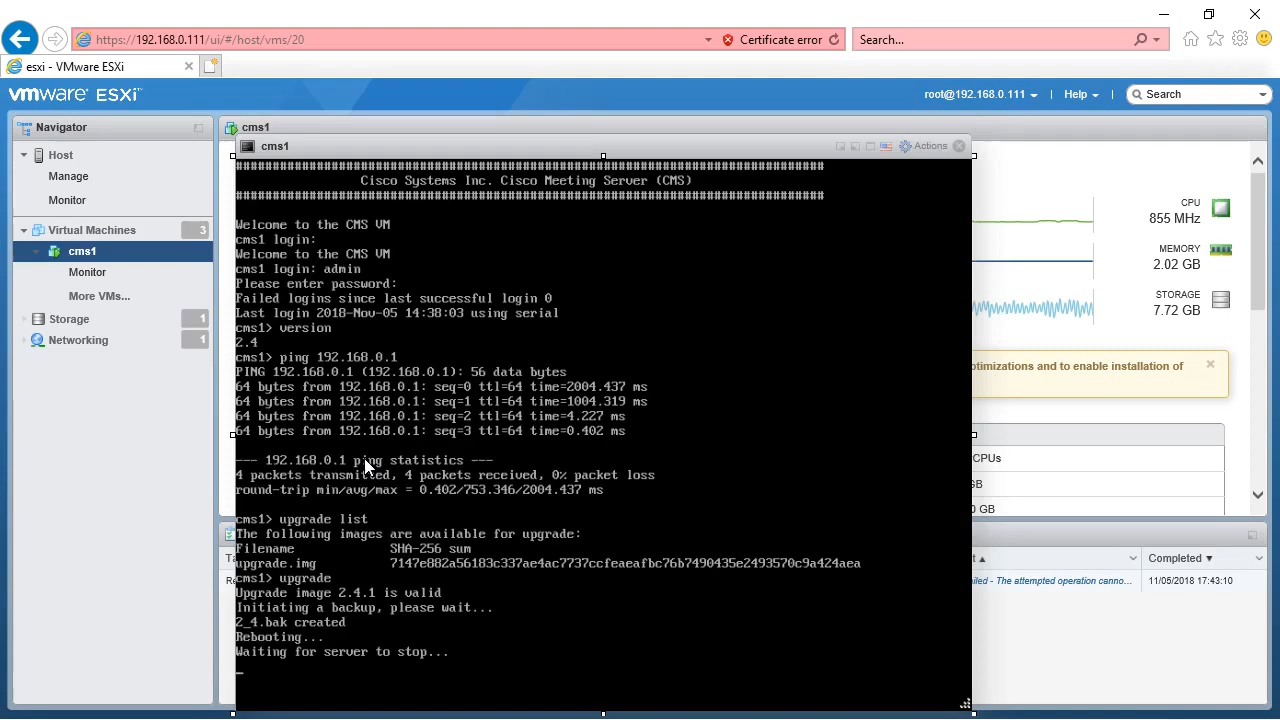 https://192.168.0.111/ui/#/host/vms/20
Certificate error
Search...
esxi - VMware ESXi
vmware ESXi
root@192.168.0.111
Help
Search
Navigator
Host
Manage
Monitor
Virtual Machines
3
cms1
Monitor
More VMs...
Storage
1
Networking
1
cms1
cms1
Actions
################################################################################
Cisco Systems Inc. Cisco Meeting Server (CMS)
################################################################################
Welcome to the CMS VM
cms1 login:
Welcome to the CMS VM
cms1 login: admin
Please enter password:
Failed logins since last successful login 0
Last login 2018-Nov-05 14:38:03 using serial
cms1> version
2.4
cms1> ping 192.168.0.1
PING 192.168.0.1 (192.168.0.1): 56 data bytes
64 bytes from 192.168.0.1: seq=0 ttl=64 time=2004.437 ms
64 bytes from 192.168.0.1: seq=1 ttl=64 time=1004.319 ms
64 bytes from 192.168.0.1: seq=2 ttl=64 time=4.227 ms
64 bytes from 192.168.0.1: seq=3 ttl=64 time=0.402 ms
--- 192.168.0.1 ping statistics ---
4 packets transmitted, 4 packets received, 0% packet loss
round-trip min/avg/max = 0.402/753.346/2004.437 ms
cms1> upgrade list
The following images are available for upgrade:
Filename SHA-256 sum
upgrade.img 7147e882a56183c337ae4ac7737ccfeaeafbc76b7490435e2493570c9a424aea
cms1> upgrade
Upgrade image 2.4.1 is valid
Initiating a backup, please wait...
2_4.bak created
Rebooting...
Waiting for server to stop...
CPU
855 MHz
MEMORY
2.02 GB
STORAGE
7.72 GB
otimizations and to enable installation of
CPUs
GB
0 GB
Completed
ailed - The attempted operation canno...
11/05/2018 17:43:10